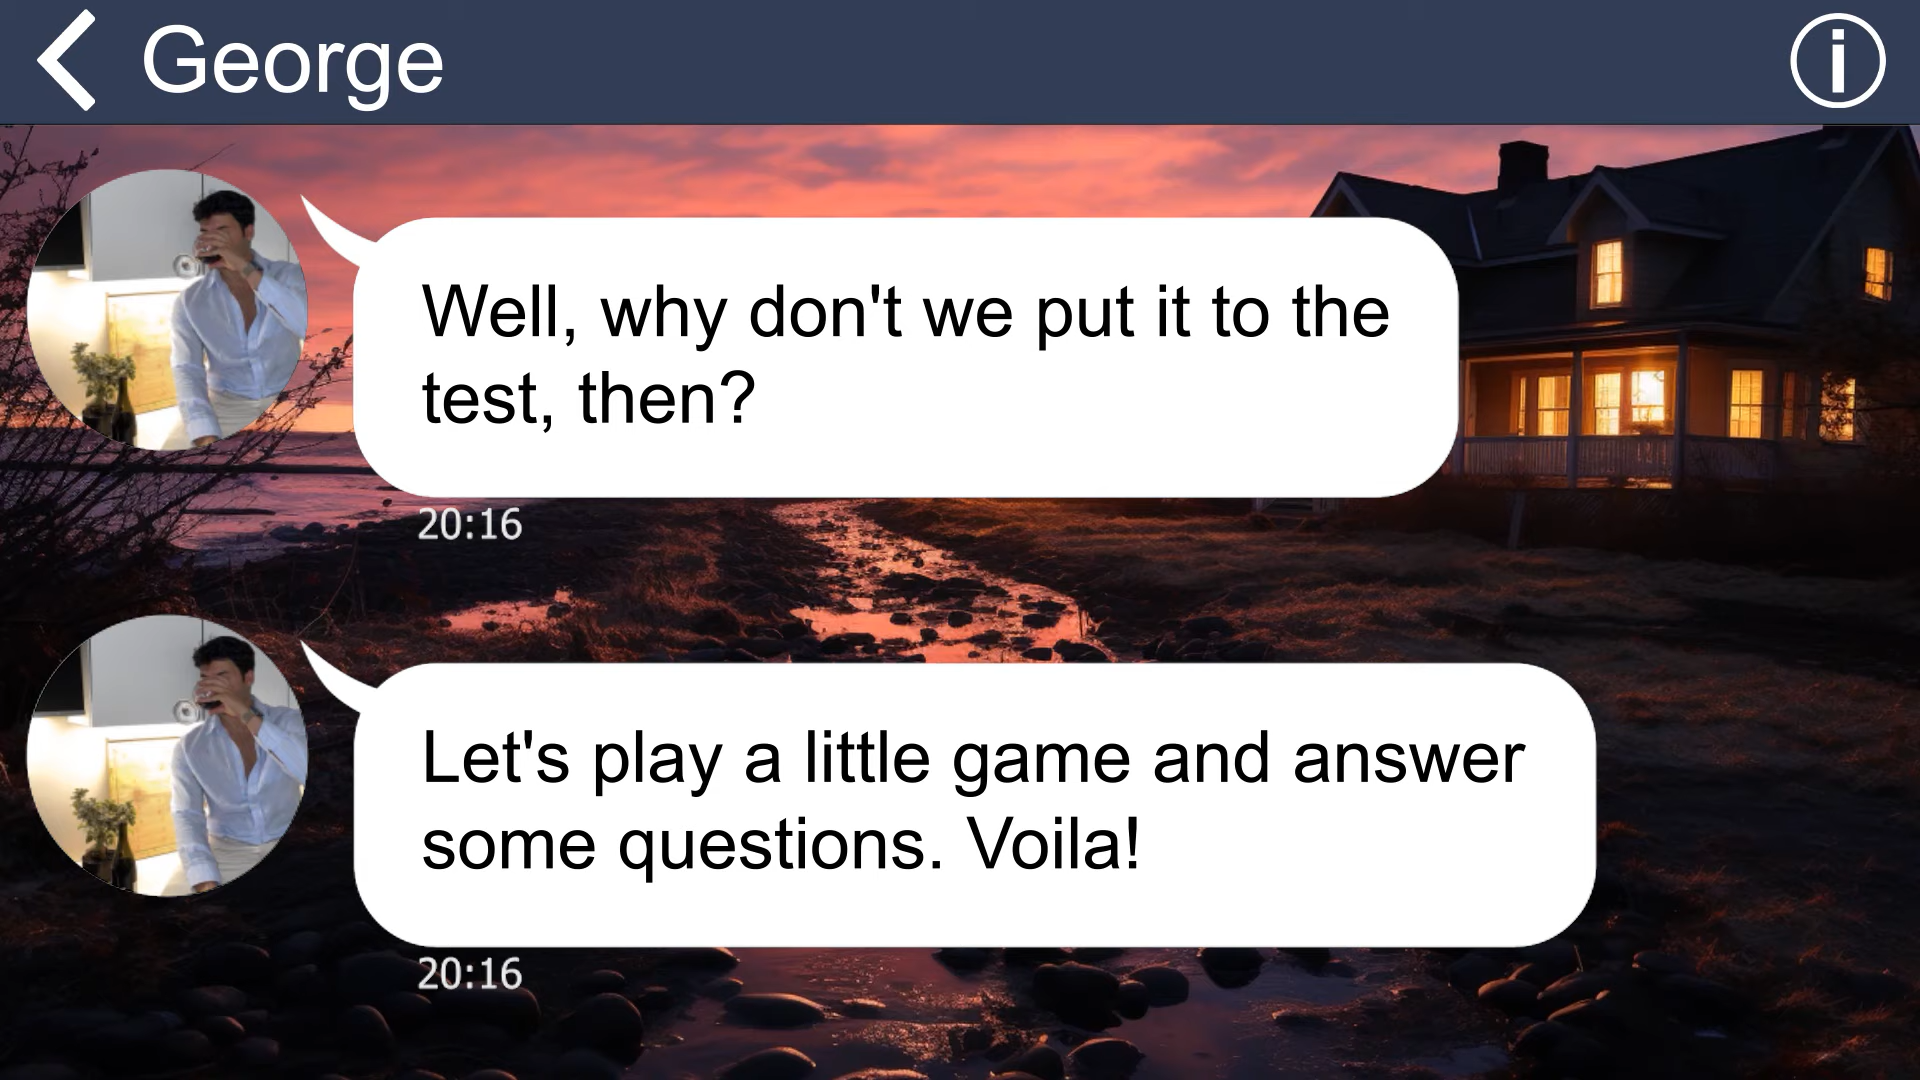 George
Well, why don't we put it to the
test, then?
20:16
Let's play a little game and answer
some questions. Voila!
20:16